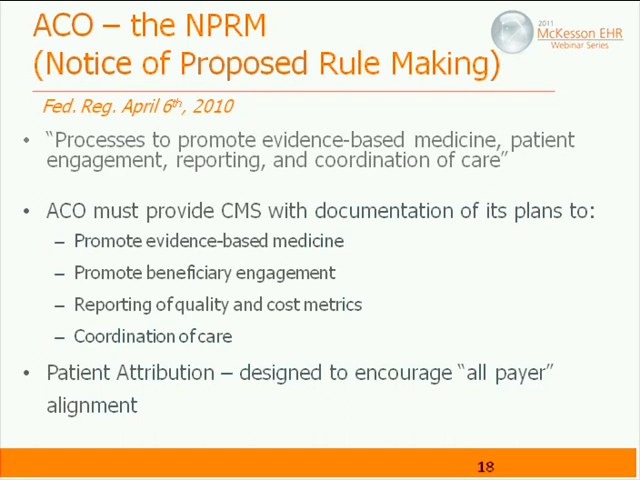 ACO – the NPRM
(Notice of Proposed Rule Making)
2011
McKesson EHR
Webinar Series
Fed. Reg. April 6th, 2010
• “Processes to promote evidence-based medicine, patient
engagement, reporting, and coordination of care”
• ACO must provide CMS with documentation of its plans to:
– Promote evidence-based medicine
– Promote beneficiary engagement
– Reporting of quality and cost metrics
– Coordination of care
• Patient Attribution – designed to encourage “all payer”
alignment
18